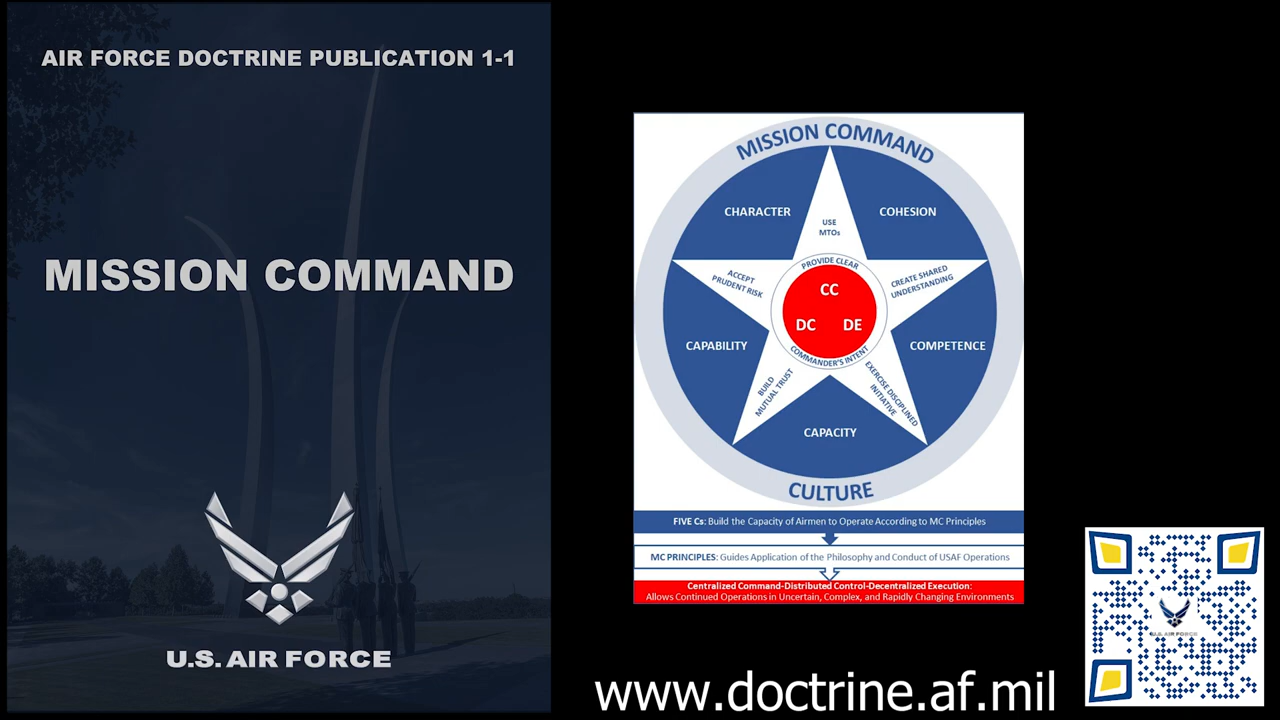 AIR FORCE DOCTRINE PUBLICATION 1-1
MISSION COMMAND
U.S. AIR FORCE
MISSION COMMAND
CHARACTER
COHESION
USE
MTOs
ACCEPT
PRUDENT RISK
PROVIDE CLEAR
CREATE SHARED
UNDERSTANDING
CC
DC DE
COMMANDER'S INTENT
CAPABILITY
COMPETENCE
BUILD
MUTUAL TRUST
EXERCISE DISCIPLINED
INITIATIVE
CAPACITY
CULTURE
FIVE Cs: Build the Capacity of Airmen to Operate According to MC Principles
MC PRINCIPLES: Guides Application of the Philosophy and Conduct of USAF Operations
Centralized Command-Distributed Control-Decentralized Execution:
Allows Continued Operations in Uncertain, Complex, and Rapidly Changing Environments
www.doctrine.af.mil
U.S. AIR FORCE